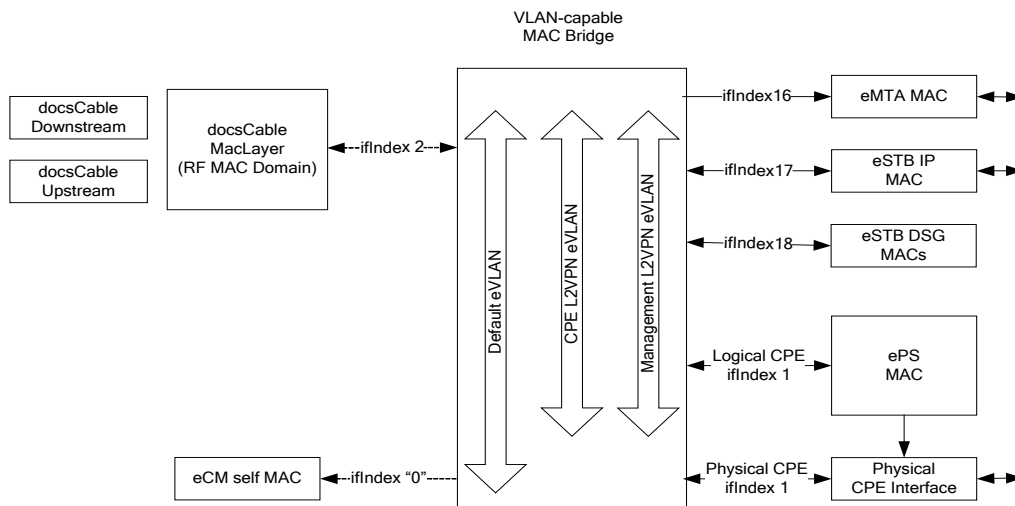 VLAN-capable
MAC Bridge
docsCable
Downstream
docsCable
Upstream
docsCable
MacLayer
(RF MAC Domain)
ifIndex 2
eCM self MAC
ifIndex “0”
Default eVLAN
CPE L2VPN eVLAN
Management L2VPN eVLAN
ifIndex16
eMTA MAC
ifIndex17
eSTB IP
MAC
ifIndex18
eSTB DSG
MACs
Logical CPE
ifIndex 1
ePS
MAC
Physical CPE
ifIndex 1
Physical
CPE Interface